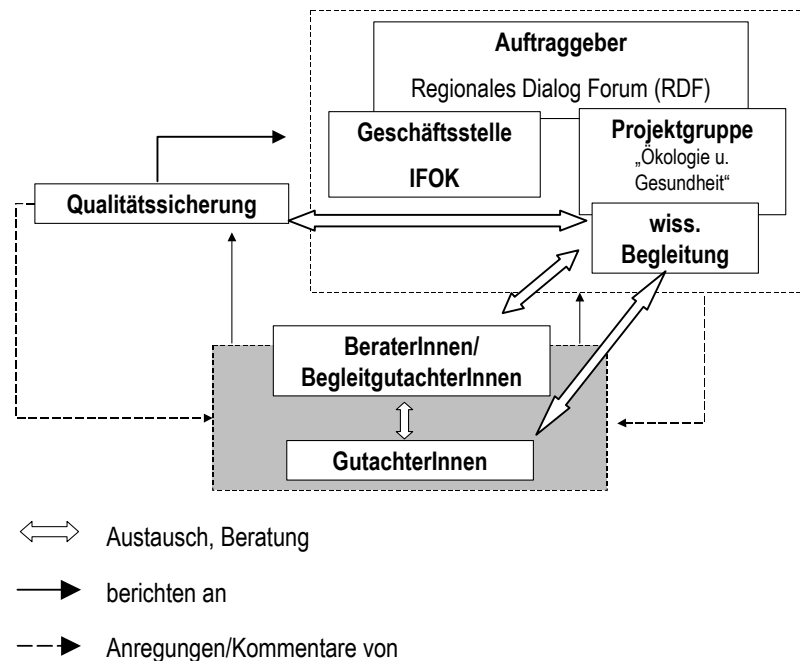 Auftraggeber
Regionales Dialog Forum (RDF)
Geschäftsstelle
IFOK
Projektgruppe
„Ökologie u.
Gesundheit“
Qualitätssicherung
wiss.
Begleitung
BeraterInnen/
BegleitgutachterInnen
GutachterInnen
Austausch, Beratung
berichten an
Anregungen/Kommentare von